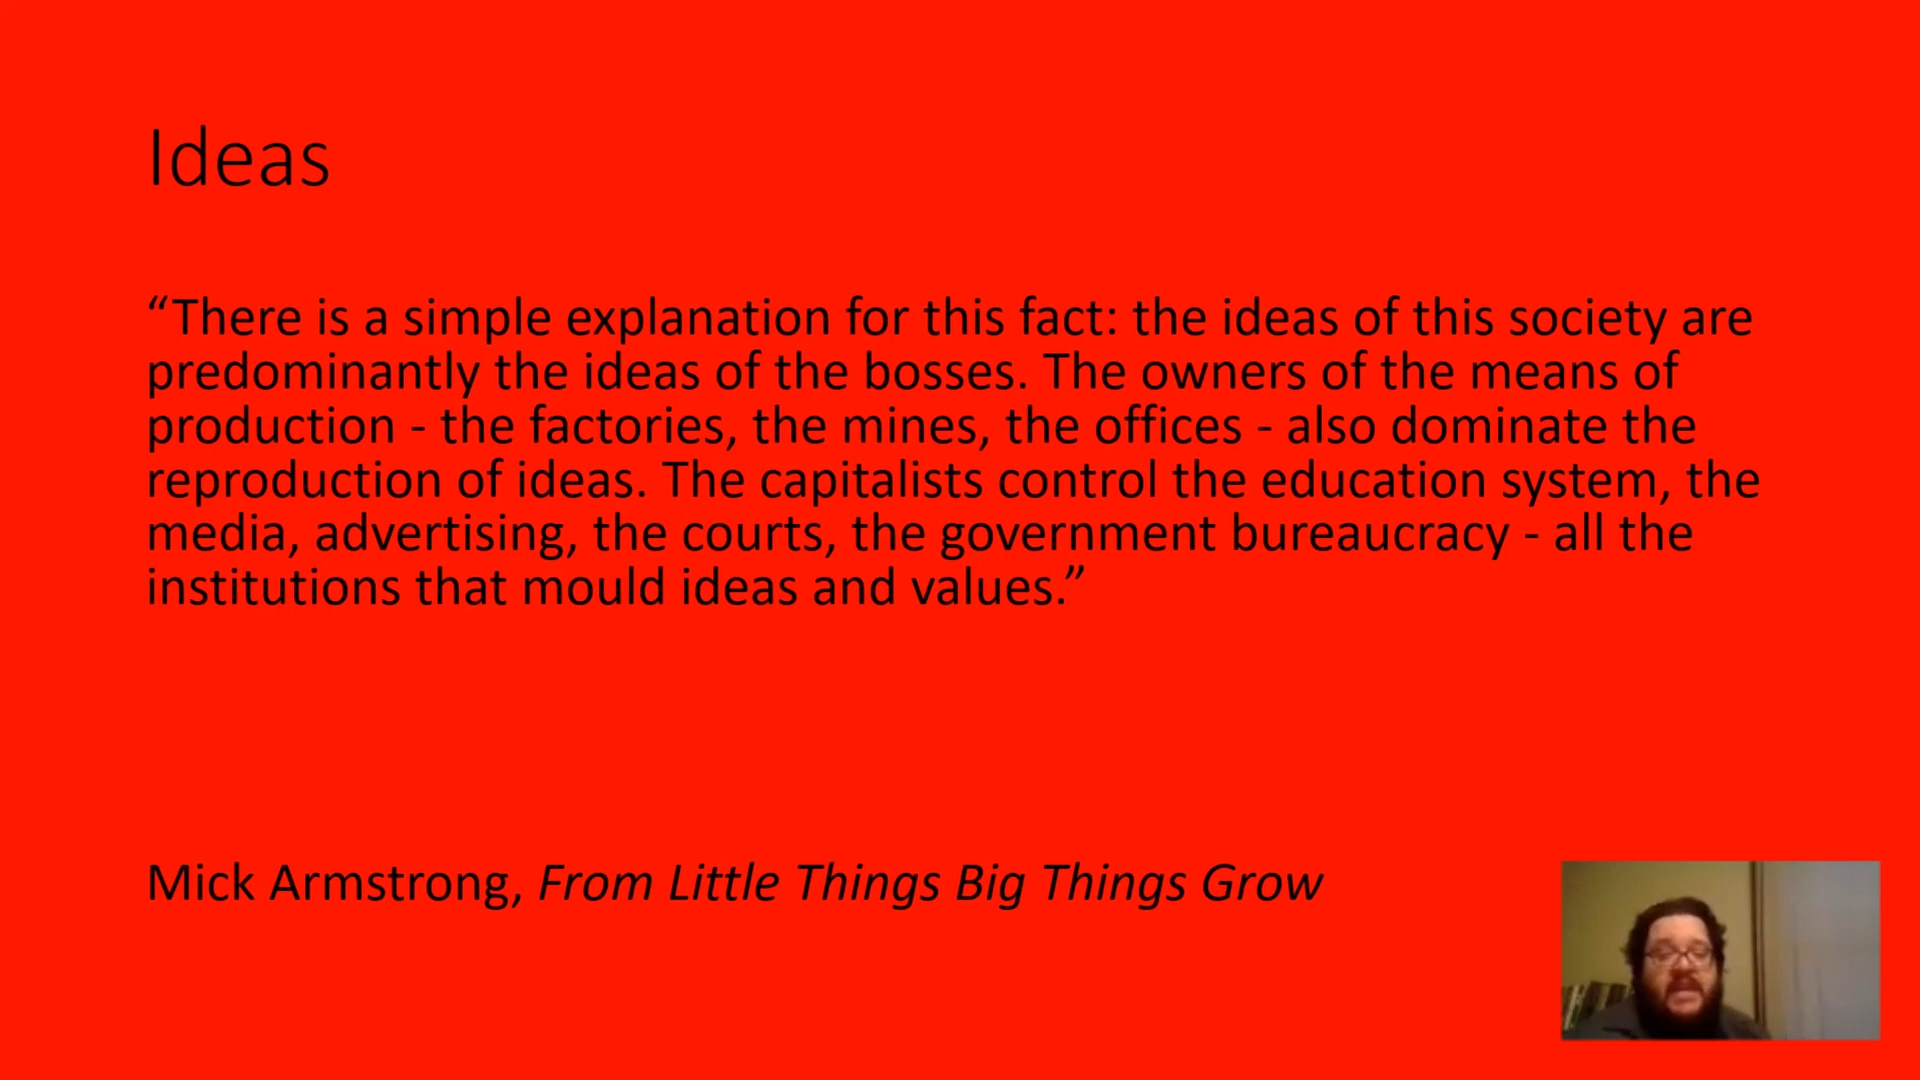 Ideas
“There is a simple explanation for this fact: the ideas of this society are
predominantly the ideas of the bosses. The owners of the means of
production - the factories, the mines, the offices - also dominate the
reproduction of ideas. The capitalists control the education system, the
media, advertising, the courts, the government bureaucracy - all the
institutions that mould ideas and values.”
Mick Armstrong, From Little Things Big Things Grow